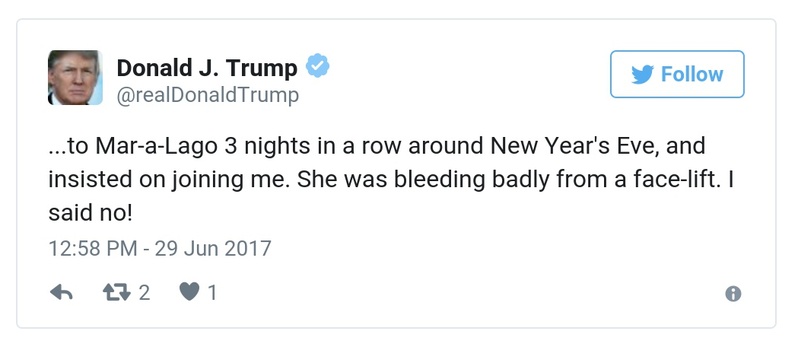 Donald J. Trump
@realDonaldTrump
Follow
...to Mar-a-Lago 3 nights in a row around New Year's Eve, and
insisted on joining me. She was bleeding badly from a face-lift. I
said no!
12:58 PM - 29 Jun 2017
2 1